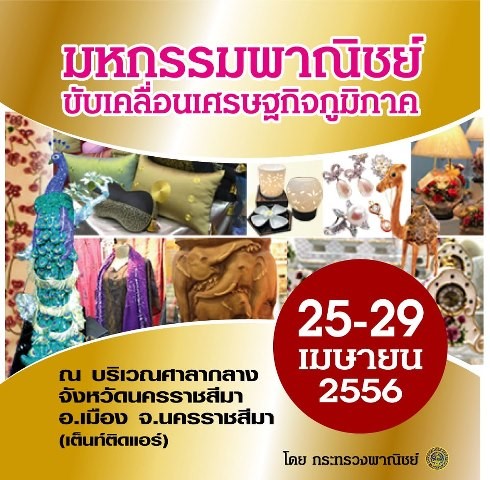 มหกรรมพาณิชย์
ขับเคลื่อนเศรษฐกิจภูมิภาค
25-29
เมษายน
2556
ณ บริเวณศาลากลาง
จังหวัดนครราชสีมา
อ.เมือง จ.นครราชสีมา
(เต็นท์ติดแอร์)
โดย กระทรวงพาณิชย์